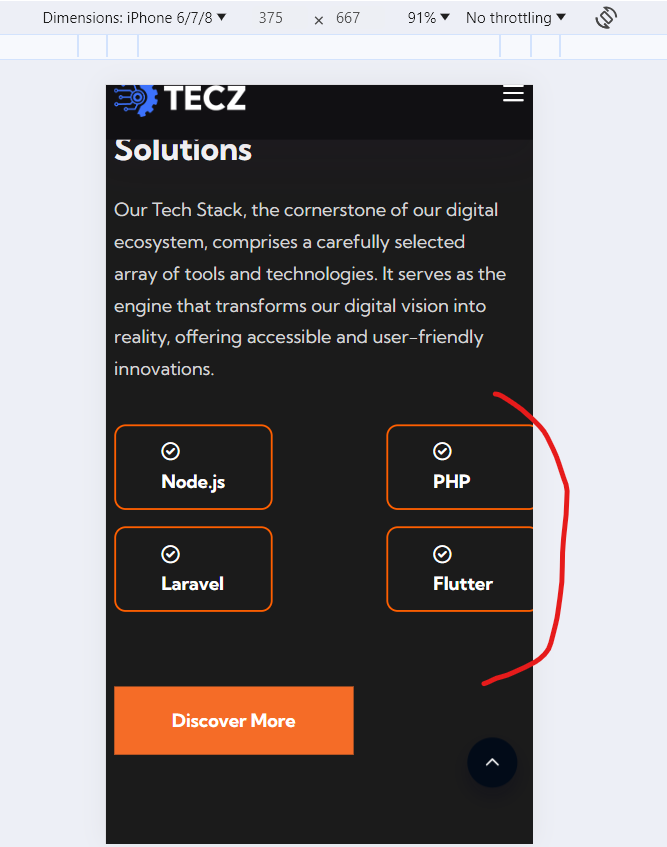 Dimensions: iPhone 6/7/8 ▼ 375 × 667 91% ▼ No throttling ▼
TECZ
Solutions
Our Tech Stack, the cornerstone of our digital
ecosystem, comprises a carefully selected
array of tools and technologies. It serves as the
engine that transforms our digital vision into
reality, offering accessible and user-friendly
innovations.
Node.js
PHP
Laravel
Flutter
Discover More